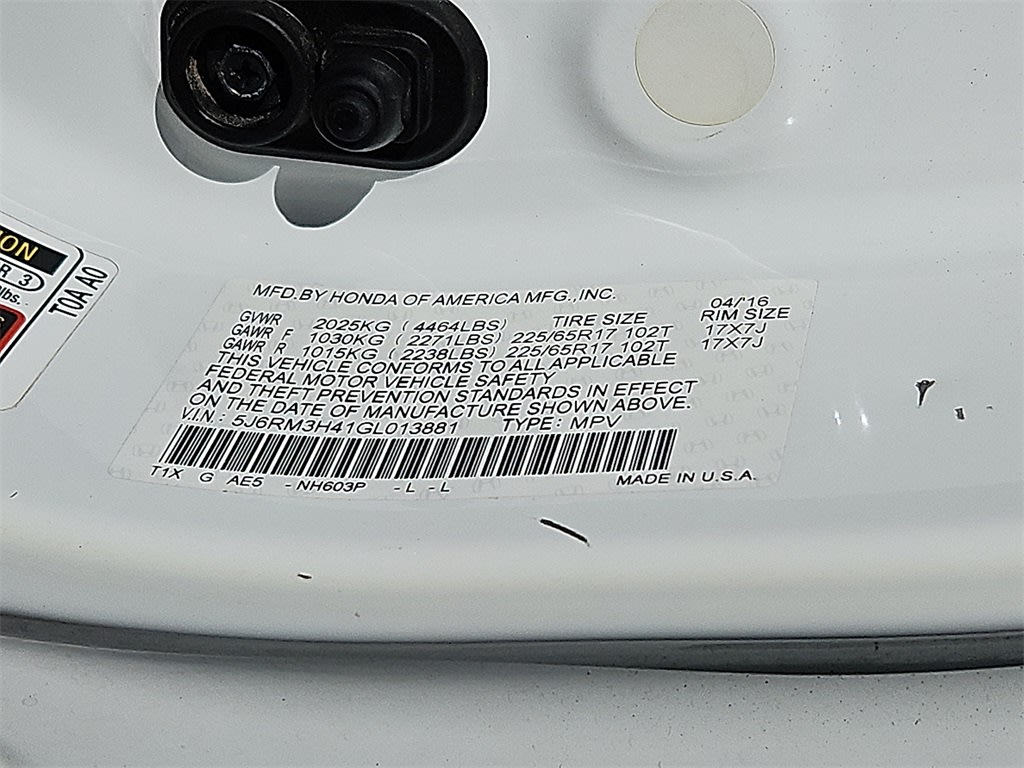 ION
R 3
lbs.
T0A A0
MFD.BY HONDA OF AMERICA MFG.,INC. 04/'16
GVWR 2025KG (4464LBS) TIRE SIZE RIM SIZE
GAWR F 1030KG (2271LBS) 225/65R17 102T 17X7J
GAWR R 1015KG (2238LBS) 225/65R17 102T 17X7J
THIS VEHICLE CONFORMS TO ALL APPLICABLE
FEDERAL MOTOR VEHICLE SAFETY
AND THEFT PREVENTION STANDARDS IN EFFECT
ON THE DATE OF MANUFACTURE SHOWN ABOVE.
V.I.N.: 5J6RM3H41GL013881 TYPE: MPV
T1X G AE5 - NH603P - L - L MADE IN U.S.A.